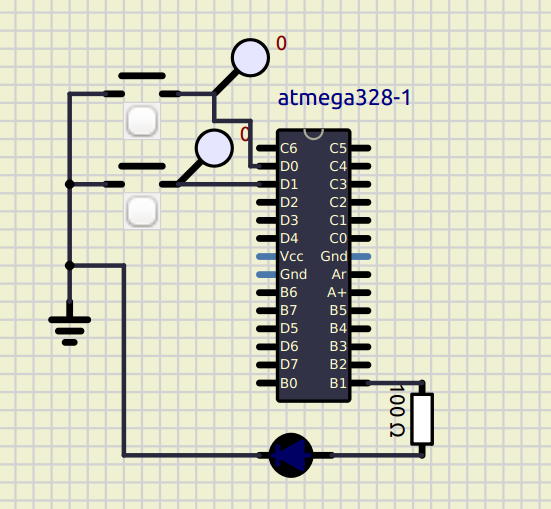 0
atmega328-1
0
C6 C5
D0 C4
D1 C3
D2 C2
D3 C1
D4 C0
Vcc Gnd
Gnd Ar
B6 A+
B7 B5
D5 B4
D6 B3
D7 B2
B0 B1
100 Ω